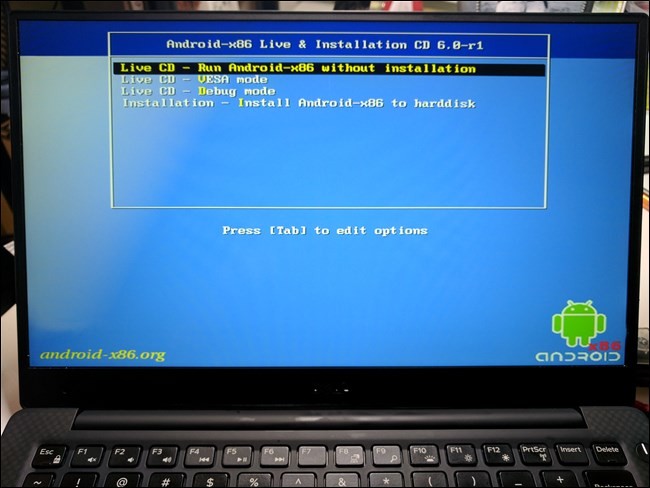 Android-x86 Live & Installation CD 6.0-r1
Live CD - Run Android-x86 without installation
Live CD - VESA mode
Live CD - Debug mode
Installation - Install Android-x86 to harddisk
Press [Tab] to edit options
android-x86.org
x86
ANDROID
Esc F1 F2 F3 F4 F5 F6 F7 F8 F9 F10 F11 F12 PrtScr Insert Delete
~ ! @ # $ % ^ & * ( ) _ +